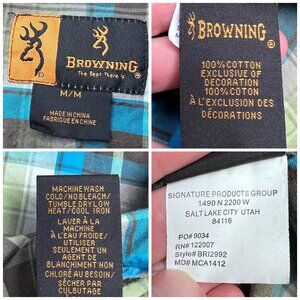 BROWNING
The Best There Is
M/M
MADE IN CHINA
FABRIQUE EN CHINE
BROWNING
100% COTTON
EXCLUSIVE OF
DECORATION
100% COTON
À L'EXCLUSION DES
DÉCORATIONS
MACHINE WASH
COLD/NO BLEACH/
TUMBLE DRY LOW
HEAT/COOL IRON
LAVER À LA
MACHINE À
L'EAU FROIDE/
UTILISER
SEULEMENT UN
AGENT DE
BLANCHIMENT NON
CHLORÉ AU BESOIN/
SÉCHER PAR
CULBUTAGE
SIGNATURE PRODUCTS GROUP
1490 N 2200 W
SALT LAKE CITY UTAH
84116
PO# 9034
RN# 122007
Style# BRI2992
MD# MCA1412